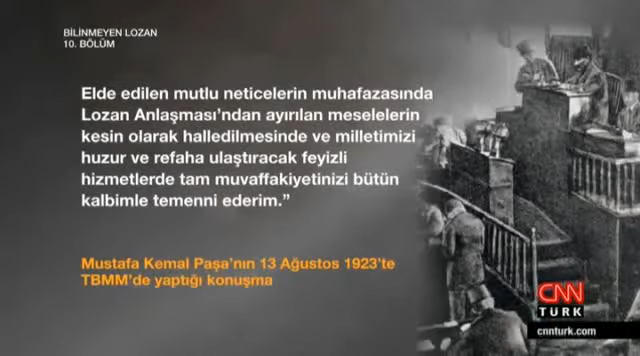 BİLİNMEYEN LOZAN
10. BÖLÜM
Elde edilen mutlu neticelerin muhafazasında
Lozan Anlaşması’ndan ayırılan meselelerin
kesin olarak halledilmesinde ve milletimizi
huzur ve refaha ulaştıracak feyizli
hizmetlerde tam muvaffakiyetinizi bütün
kalbimle temenni ederim.”
Mustafa Kemal Paşa’nın 13 Ağustos 1923’te
TBMM’de yaptığı konuşma
CNN
TÜRK
cnnturk.com